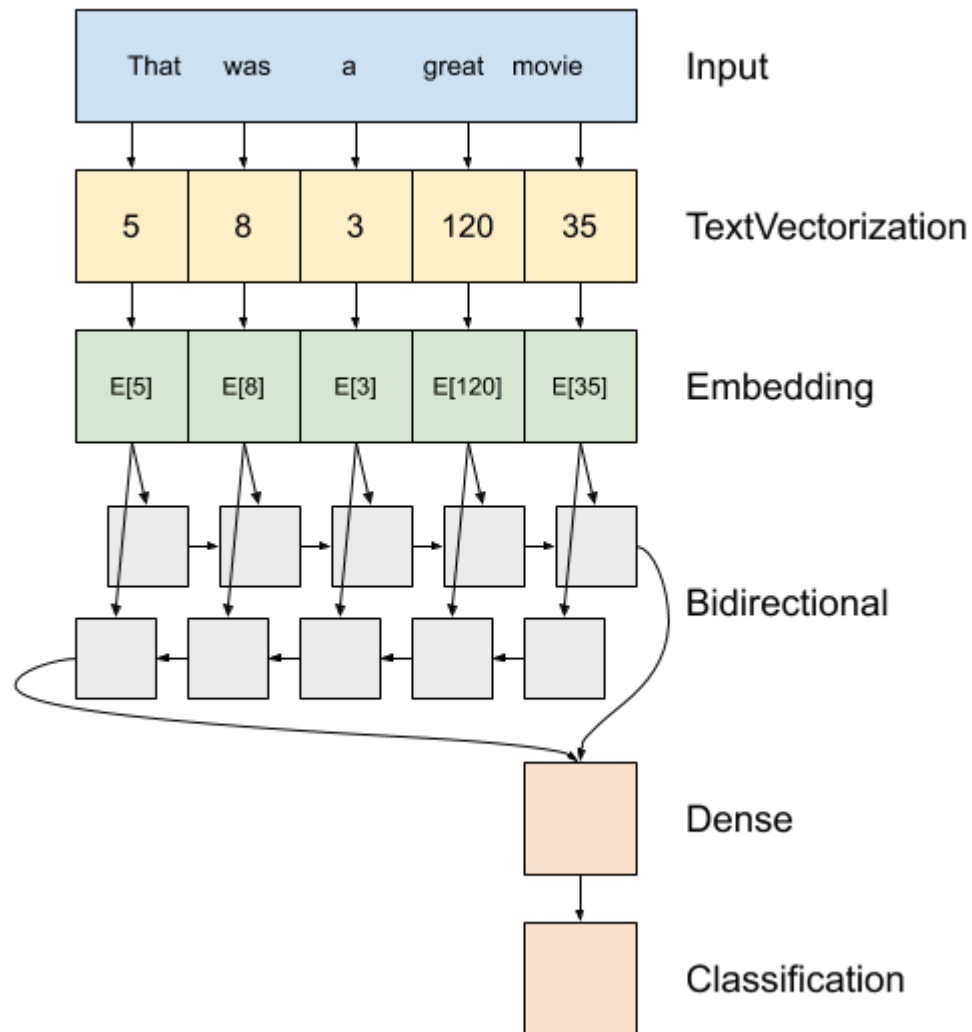 That was a great movie Input
5 8 3 120 35 TextVectorization
E[5] E[8] E[3] E[120] E[35] Embedding
Bidirectional
Dense
Classification